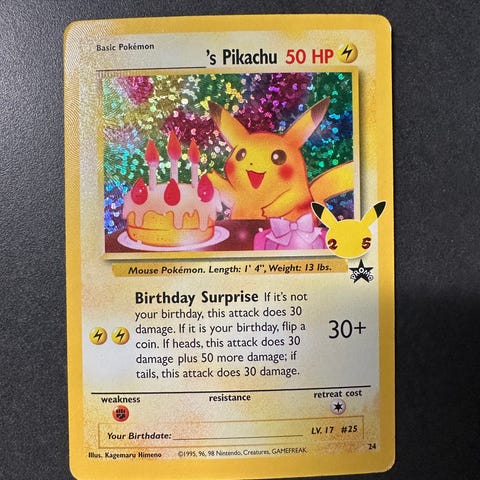 Basic Pokémon
____________'s Pikachu 50 HP
25
PROMO
Mouse Pokémon. Length: 1' 4", Weight: 13 lbs.
Birthday Surprise If it's not
your birthday, this attack does 30
damage. If it is your birthday, flip a
coin. If heads, this attack does 30
damage plus 50 more damage; if
tails, this attack does 30 damage.
30+
weakness resistance retreat cost
Your Birthdate:____________
LV. 17 #25
Illus. Kagemaru Himeno
©1995, 96, 98 Nintendo, Creatures, GAMEFREAK.
24